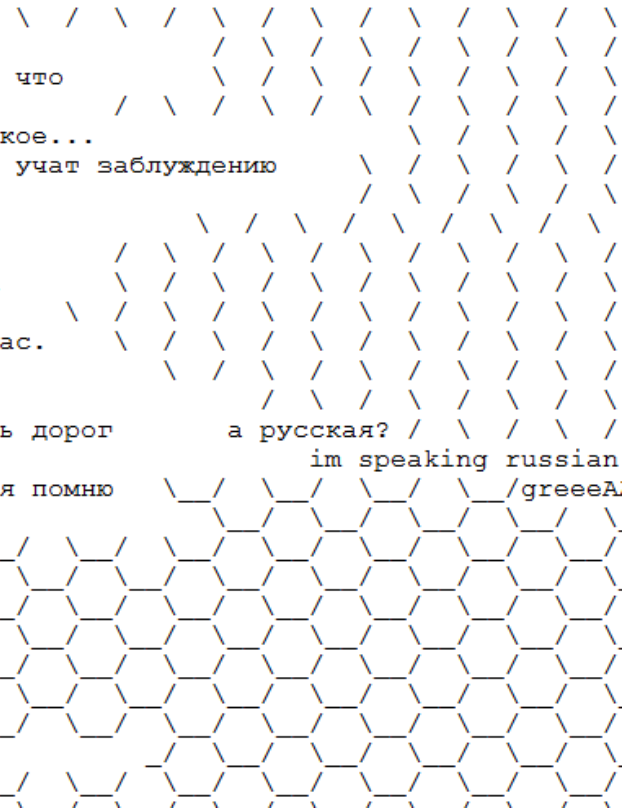 что
кое...
учат заблуждению
ас.
ь дорог а русская?
im speaking russian
я помню greeeA